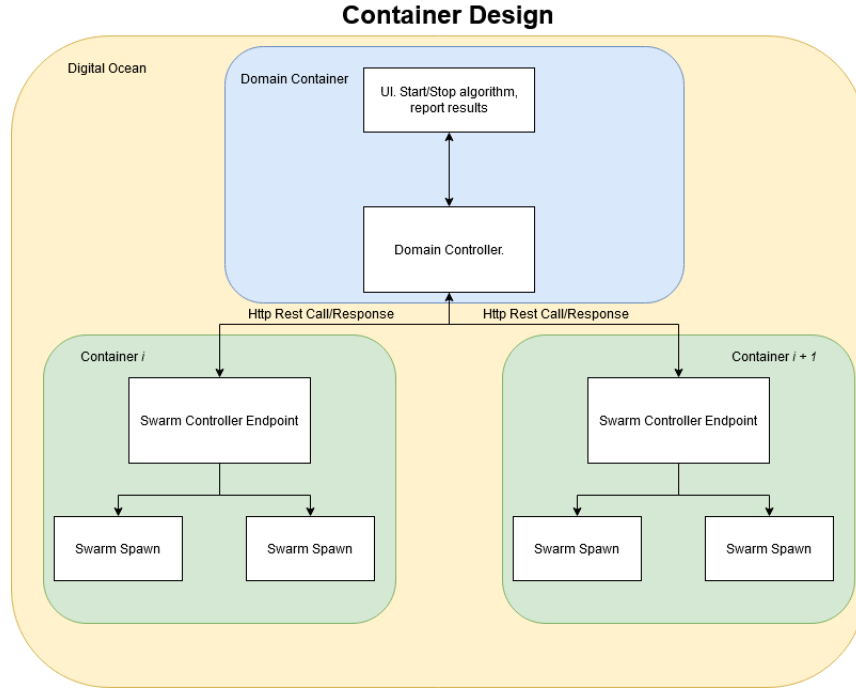 Container Design
Digital Ocean
Domain Container
UI. Start/Stop algorithm,
report results
Domain Controller.
Http Rest Call/Response
Http Rest Call/Response
Container i
Container i + 1
Swarm Controller Endpoint
Swarm Controller Endpoint
Swarm Spawn
Swarm Spawn
Swarm Spawn
Swarm Spawn